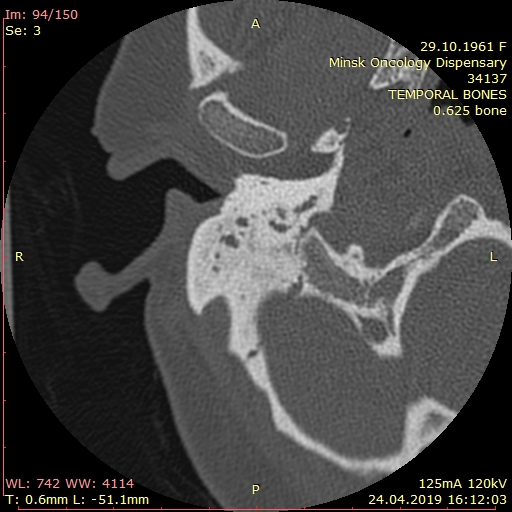 Im: 94/150
Se: 3
A
29.10.1961 F
Minsk Oncology Dispensary
34137
TEMPORAL BONES
0.625 bone
R
L
WL: 742 WW: 4114
T: 0.6mm L: -51.1mm
P
125mA 120kV
24.04.2019 16:12:03